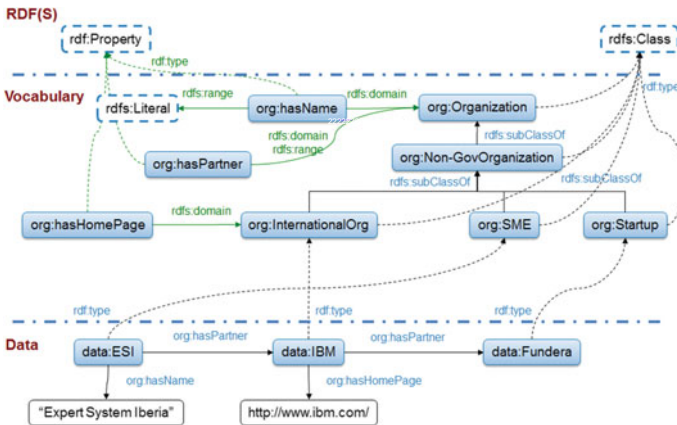 RDF(S)
rdf:Property
rdfs:Class
rdf:type
rdf:type
Vocabulary
rdfs:range
rdfs:domain
rdfs:Literal
org:hasName
org:Organization
rdfs:domain
rdfs:range
rdfs:subClassOf
org:hasPartner
org:Non-GovOrganization
rdfs:subClassOf
rdfs:subClassOf
rdfs:domain
org:hasHomePage
org:InternationalOrg
org:SME
org:Startup
rdf:type
rdf:type
rdf:type
Data
org:hasPartner
org:hasPartner
data:ESI
data:IBM
data:Fundera
org:hasName
org:hasHomePage
“Expert System Iberia”
http://www.ibm.com/